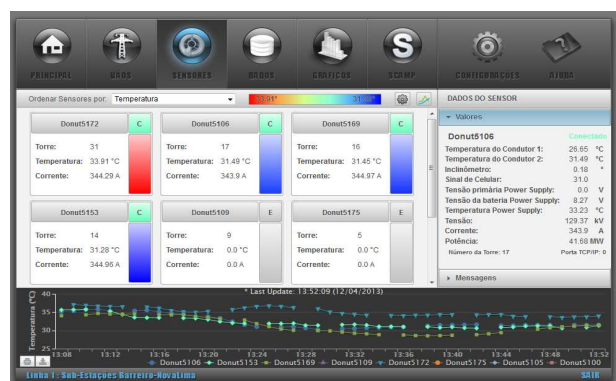 PRINCIPAL UADS SENSORES DADOS GRÁFICOS SCAMP CONFIGURAÇÕES AJUDA
Ordenar Sensores por: Temperatura 33.91° 31.28°
DADOS DO SENSOR
Valores
Donut5172 C
Torre: 31
Temperatura: 33.91 °C
Corrente: 344.29 A
Donut5106 C
Torre: 17
Temperatura: 31.49 °C
Corrente: 343.9 A
Donut5169 C
Torre: 16
Temperatura: 31.45 °C
Corrente: 344.97 A
Donut5153 C
Torre: 14
Temperatura: 31.28 °C
Corrente: 344.96 A
Donut5109 E
Torre: 9
Temperatura: 0.0 °C
Corrente: 0.0 A
Donut5175 E
Torre: 5
Temperatura: 0.0 °C
Corrente: 0.0 A
Donut5106 Conectado
Temperatura do Condutor 1: 26.65 °C
Temperatura do Condutor 2: 31.49 °C
Inclinômetro: 0.18 °
Sinal de Celular: 31.0
Tensão primária Power Supply: 0.0 V
Tensão da bateria Power Supply: 8.27 V
Temperatura Power Supply: 33.23 °C
Tensão: 129.37 kV
Corrente: 343.9 A
Potência: 41.68 MW
Número da Torre: 17 Porta TCP/IP: 0
Mensagens
* Last Update: 13:52:09 (12/04/2013)
Temperatura (°C)
40
35
30
25
13:08 13:12 13:16 13:20 13:24 13:28 13:32 13:36 13:40 13:44 13:48 13:52
Donut5106 Donut5153 Donut5169 Donut5109 Donut5172 Donut5175 Donut5105 Donut5100
Linha 1 : Sub-Estações Barreiro-NovaLima SAIR